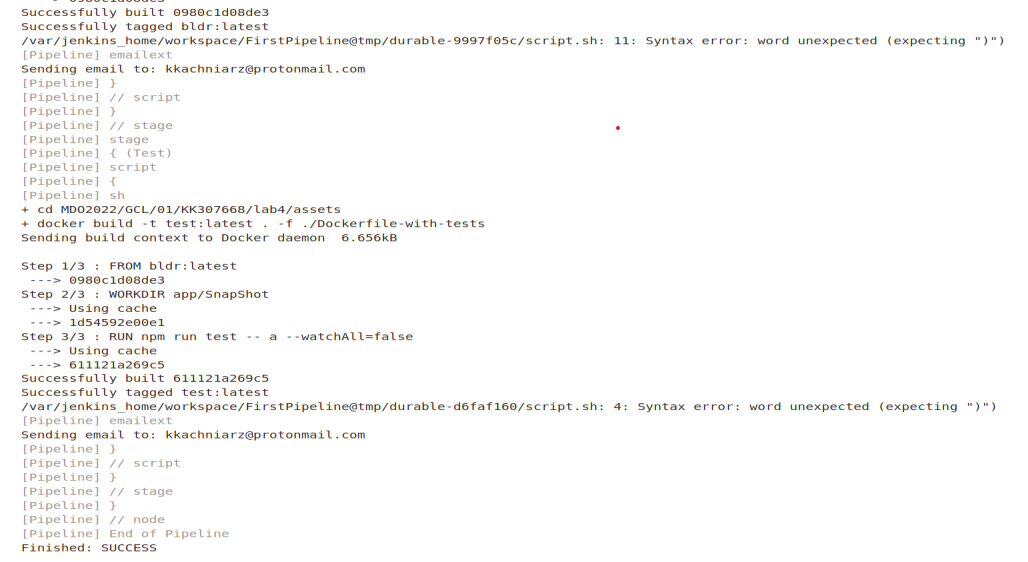 Successfully built 0980c1d08de3
Successfully tagged bldr:latest
/var/jenkins_home/workspace/FirstPipeline@tmp/durable-9997f05c/script.sh: 11: Syntax error: word unexpected (expecting ")")
[Pipeline] emailext
Sending email to: kkachniarz@protonmail.com
[Pipeline] }
[Pipeline] // script
[Pipeline] }
[Pipeline] // stage
[Pipeline] stage
[Pipeline] { (Test)
[Pipeline] script
[Pipeline] {
[Pipeline] sh
+ cd MDO2022/GCL/01/KK307668/lab4/assets
+ docker build -t test:latest . -f ./Dockerfile-with-tests
Sending build context to Docker daemon  6.656kB
Step 1/3 : FROM bldr:latest
 ---> 0980c1d08de3
Step 2/3 : WORKDIR app/SnapShot
 ---> Using cache
 ---> 1d54592e00e1
Step 3/3 : RUN npm run test -- a --watchAll=false
 ---> Using cache
 ---> 611121a269c5
Successfully built 611121a269c5
Successfully tagged test:latest
/var/jenkins_home/workspace/FirstPipeline@tmp/durable-d6faf160/script.sh: 4: Syntax error: word unexpected (expecting ")")
[Pipeline] emailext
Sending email to: kkachniarz@protonmail.com
[Pipeline] }
[Pipeline] // script
[Pipeline] }
[Pipeline] // stage
[Pipeline] }
[Pipeline] // node
[Pipeline] End of Pipeline
Finished: SUCCESS